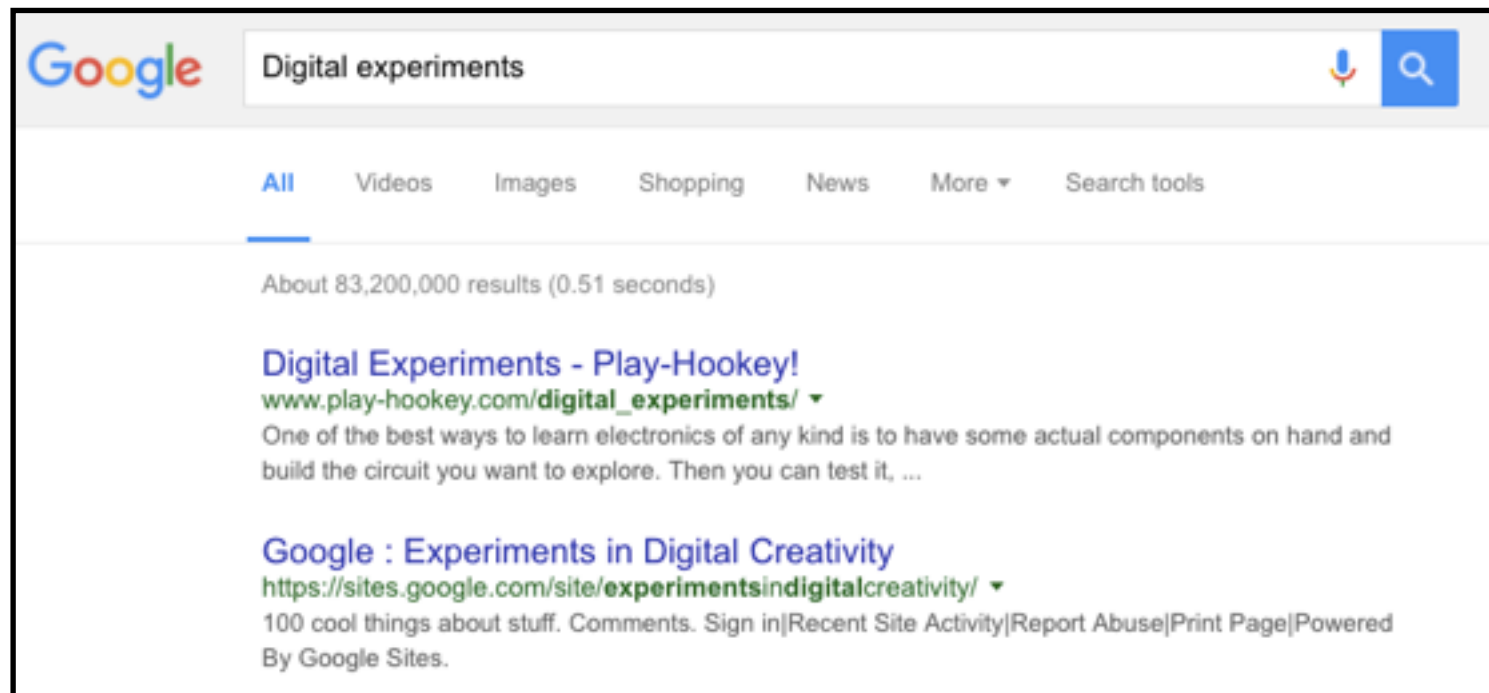 Google
Digital experiments
All Videos Images Shopping News More Search tools
About 83,200,000 results (0.51 seconds)
Digital Experiments - Play-Hookey!
www.play-hookey.com/digital_experiments/
One of the best ways to learn electronics of any kind is to have some actual components on hand and
build the circuit you want to explore. Then you can test it, ...
Google : Experiments in Digital Creativity
https://sites.google.com/site/experimentsindigitalcreativity/
100 cool things about stuff. Comments. Sign in|Recent Site Activity|Report Abuse|Print Page|Powered
By Google Sites.